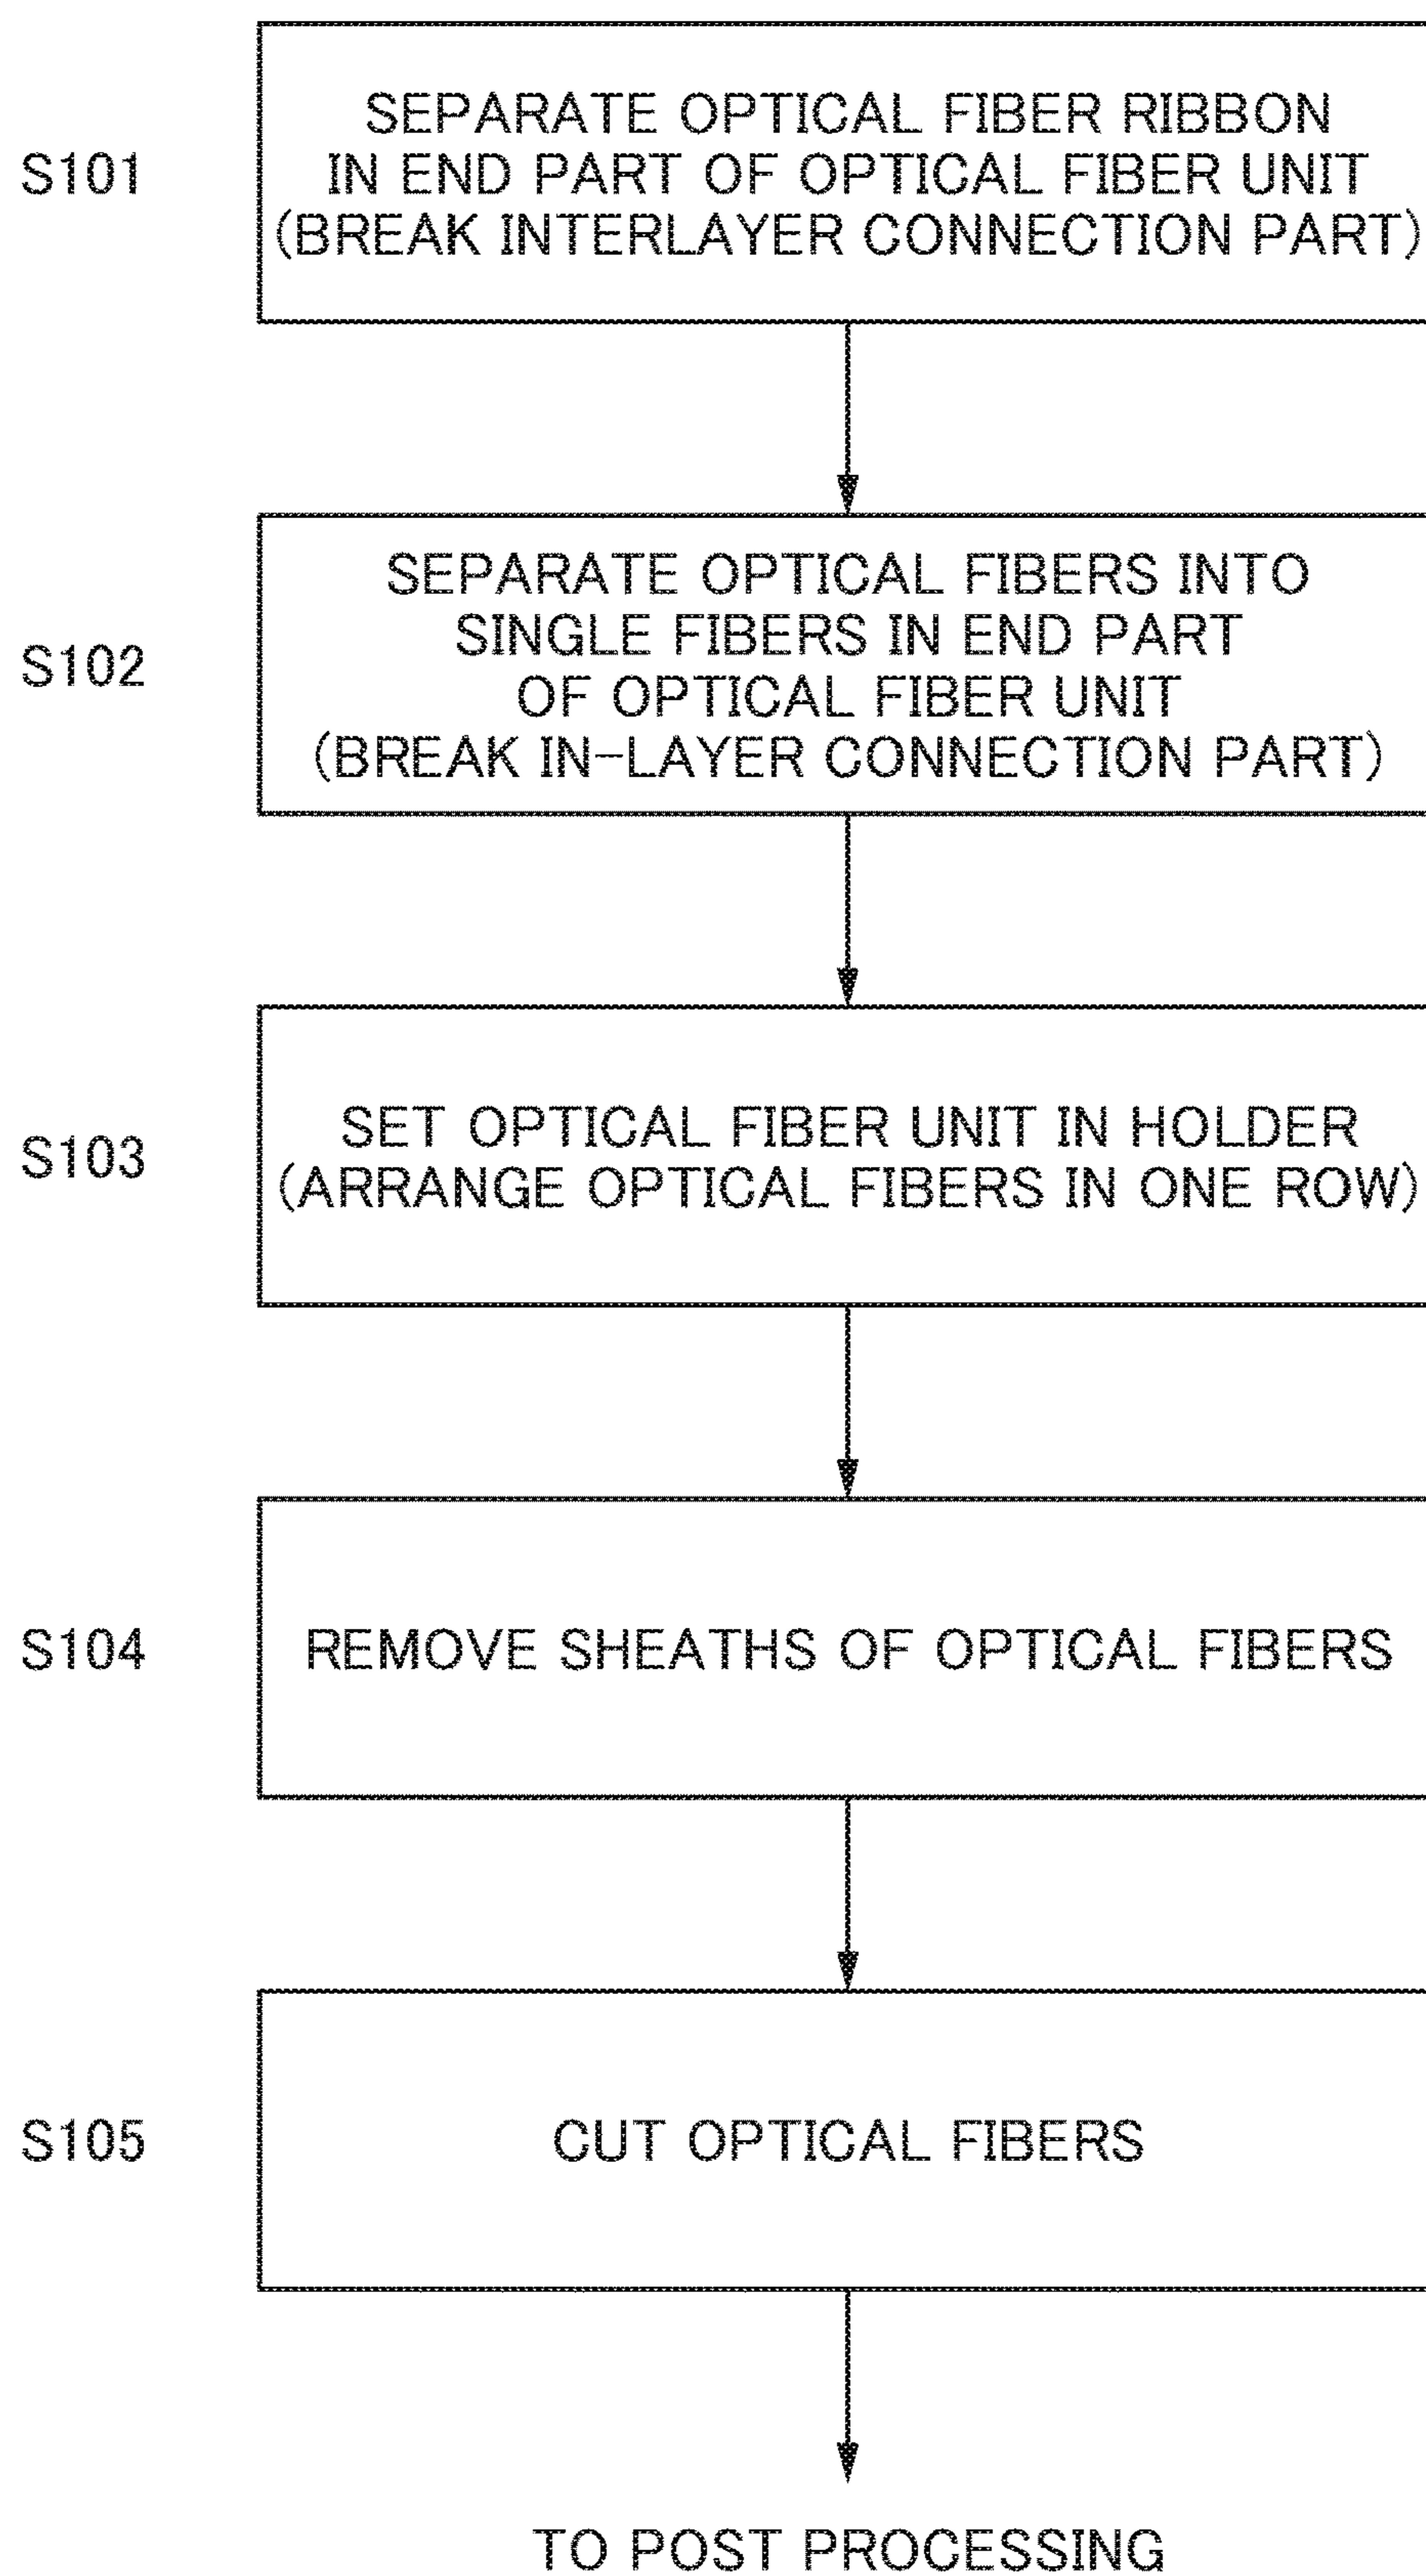 S101
SEPARATE OPTICAL FIBER RIBBON
IN END PART OF OPTICAL FIBER UNIT
(BREAK INTERLAYER CONNECTION PART)
S102
SEPARATE OPTICAL FIBERS INTO
SINGLE FIBERS IN END PART
OF OPTICAL FIBER UNIT
(BREAK IN-LAYER CONNECTION PART)
S103
SET OPTICAL FIBER UNIT IN HOLDER
(ARRANGE OPTICAL FIBERS IN ONE ROW)
S104
REMOVE SHEATHS OF OPTICAL FIBERS
S105
CUT OPTICAL FIBERS
TO POST PROCESSING